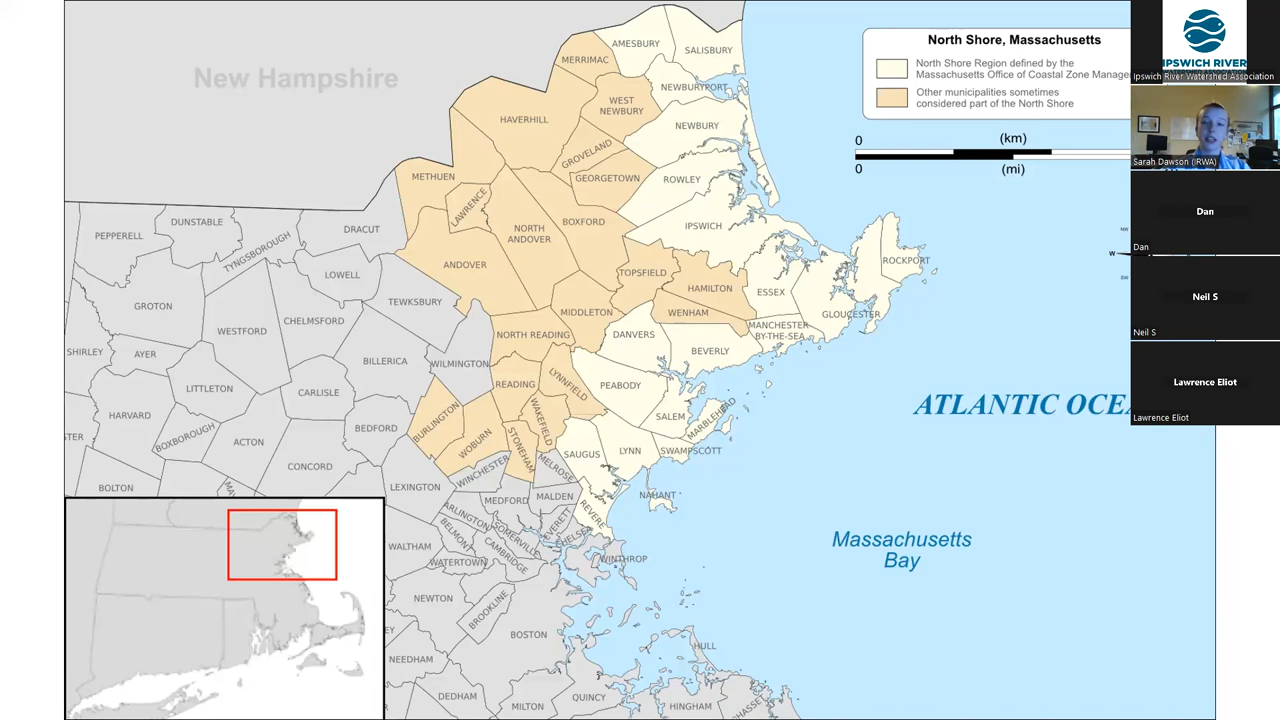 New Hampshire
North Shore, Massachusetts
North Shore Region defined by the
Massachusetts Office of Coastal Zone Manage
Other municipalities sometimes
considered part of the North Shore
0
(km)
0
(mi)
AMESBURY
SALISBURY
MERRIMAC
NEWBURYPORT
WEST
NEWBURY
HAVERHILL
NEWBURY
GROVELAND
METHUEN
GEORGETOWN
ROWLEY
LAWRENCE
NORTH
ANDOVER
BOXFORD
IPSWICH
DUNSTABLE
PEPPERELL
TYNGSBOROUGH
DRACUT
ANDOVER
TOPSFIELD
HAMILTON
ESSEX
ROCKPORT
LOWELL
GROTON
TEWKSBURY
CHELMSFORD
WESTFORD
MIDDLETON
WENHAM
GLOUCESTER
MANCHESTER
BY-THE-SEA
NORTH READING
DANVERS
BEVERLY
SHIRLEY
AYER
BILLERICA
WILMINGTON
LITTLETON
CARLISLE
READING
LYNNFIELD
PEABODY
HARVARD
BOXBOROUGH
ACTON
BEDFORD
BURLINGTON
WOBURN
STONEHAM
WAKEFIELD
SALEM
MARBLEHEAD
STER
CONCORD
SAUGUS
LYNN
SWAMPSCOTT
BOLTON
LEXINGTON
WINCHESTER
MELROSE
MEDFORD
MALDEN
NAHANT
REVERE
ARLINGTON
EVERETT
CHELSEA
BELMONT
SOMERVILLE
CAMBRIDGE
WALTHAM
WATERTOWN
WINTHROP
NEWTON
BROOKLINE
BOSTON
NEEDHAM
HULL
DEDHAM
MILTON
QUINCY
HINGHAM
ATLANTIC OCEA
Massachusetts
Bay
NW
W
SW
IPSWICH RIVER
Ipswich River Watershed Association
Sarah Dawson (IRWA)
Dan
Dan
Neil S
Neil S
Lawrence Eliot
Lawrence Eliot